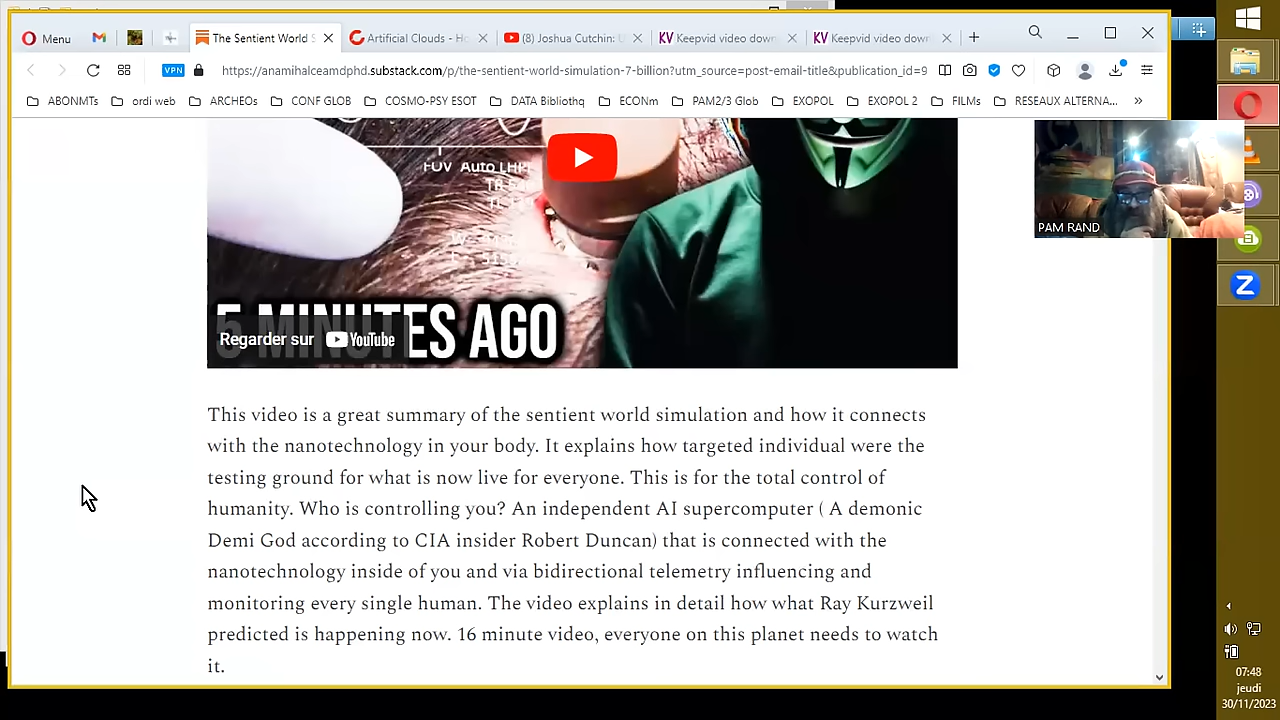 Menu
The Sentient World S
Artificial Clouds - Ho
(8) Joshua Cutchin: U
Keepvid video down
Keepvid video down
VPN
https://anamihalceamdphd.substack.com/p/the-sentient-world-simulation-7-billion?utm_source=post-email-title&publication_id=9
ABONMTs
ordi web
ARCHEOs
CONF GLOB
COSMO-PSY ESOT
DATA Bibliothq
ECONm
PAM2/3 Glob
EXOPOL
EXOPOL 2
FILMs
RESEAUX ALTERNA...
FOV Auto
5 MINUTES AGO
Regarder sur YouTube
PAM RAND
This video is a great summary of the sentient world simulation and how it connects
with the nanotechnology in your body. It explains how targeted individual were the
testing ground for what is now live for everyone. This is for the total control of
humanity. Who is controlling you? An independent AI supercomputer ( A demonic
Demi God according to CIA insider Robert Duncan) that is connected with the
nanotechnology inside of you and via bidirectional telemetry influencing and
monitoring every single human. The video explains in detail how what Ray Kurzweil
predicted is happening now. 16 minute video, everyone on this planet needs to watch
it.
07:48
jeudi
30/11/2023